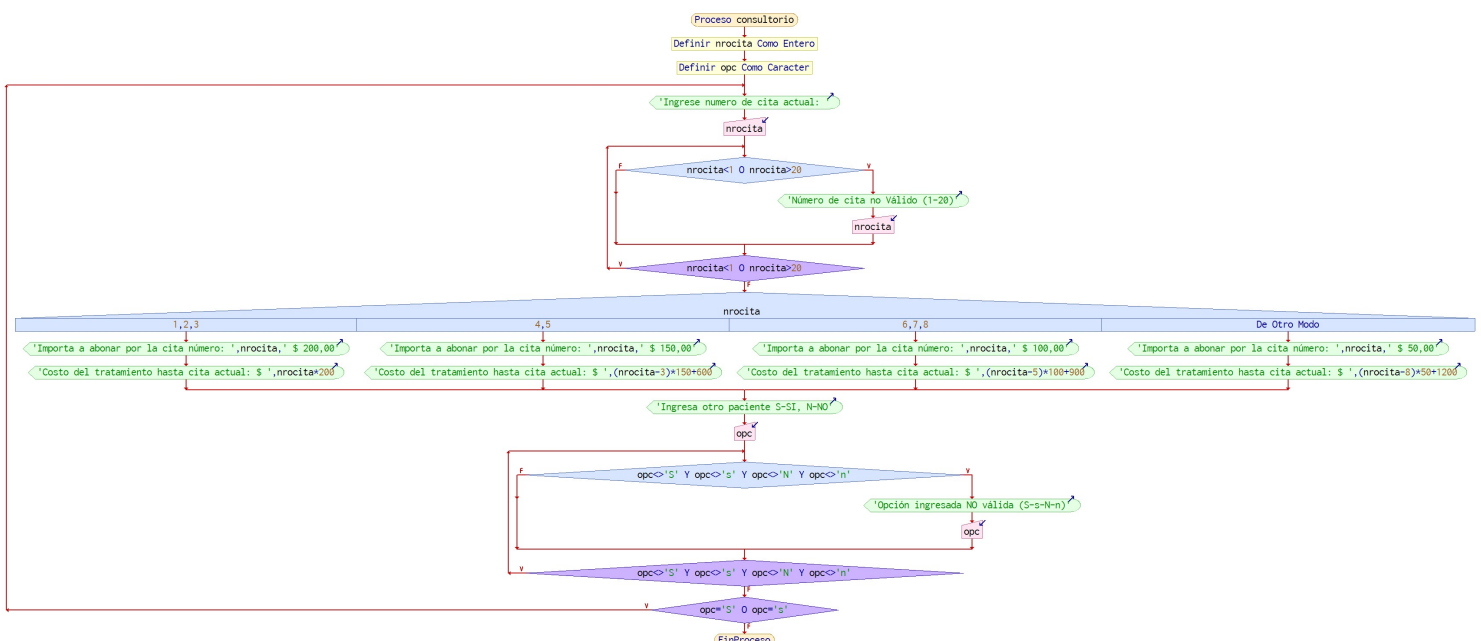 Proceso consultorio
Definir nrocita Como Entero
Definir opc Como Caracter
'Ingrese numero de cita actual: '
nrocita
F
nrocita<1 O nrocita>20
V
'Número de cita no Válido (1-20)'
nrocita
V
nrocita<1 O nrocita>20
F
nrocita
1,2,3
4,5
6,7,8
De Otro Modo
'Importa a abonar por la cita número: ',nrocita,' $ 200,00'
'Importa a abonar por la cita número: ',nrocita,' $ 150,00'
'Importa a abonar por la cita número: ',nrocita,' $ 100,00'
'Importa a abonar por la cita número: ',nrocita,' $ 50,00'
'Costo del tratamiento hasta cita actual: $ ',nrocita*200
'Costo del tratamiento hasta cita actual: $ ',(nrocita-3)*150+600
'Costo del tratamiento hasta cita actual: $ ',(nrocita-5)*100+900
'Costo del tratamiento hasta cita actual: $ ',(nrocita-8)*50+1200
'Ingresa otro paciente S-SI, N-NO'
opc
F
opc<>'S' Y opc<>'s' Y opc<>'N' Y opc<>'n'
V
'Opción ingresada NO válida (S-s-N-n)'
opc
V
opc<>'S' Y opc<>'s' Y opc<>'N' Y opc<>'n'
F
V
opc='S' O opc='s'
F
FinProceso